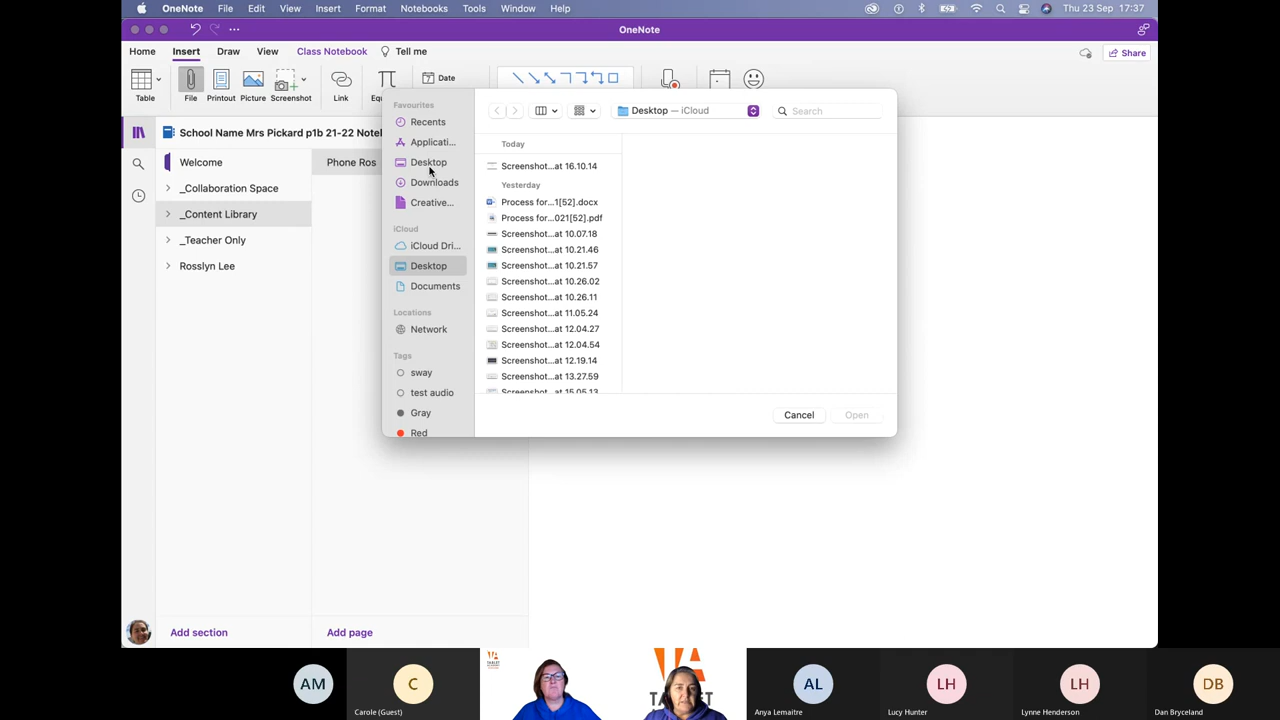 OneNote File Edit View Insert Format Notebooks Tools Window Help
Thu 23 Sep 17:37
OneNote
Home Insert Draw View Class Notebook Tell me
Share
Table
File
Printout
Picture
Screenshot
Link
Equ
Date
School Name Mrs Pickard p1b 21-22 Noteb
Welcome
_Collaboration Space
_Content Library
_Teacher Only
Rosslyn Lee
Phone Ros
Add section
Add page
Favourites
Recents
Applicati...
Desktop
Downloads
Creative...
iCloud
iCloud Dri...
Desktop
Documents
Locations
Network
Tags
sway
test audio
Gray
Red
Desktop — iCloud
Search
Today
Screenshot...at 16.10.14
Yesterday
Process for...1[52].docx
Process for...021[52].pdf
Screenshot...at 10.07.18
Screenshot...at 10.21.46
Screenshot...at 10.21.57
Screenshot...at 10.26.02
Screenshot...at 10.26.11
Screenshot...at 11.05.24
Screenshot...at 12.04.27
Screenshot...at 12.04.54
Screenshot...at 12.19.14
Screenshot...at 13.27.59
Screenshot...at 15.05.13
Cancel
Open
AM
C
Carole (Guest)
TABLET
AL
Anya Lemaitre
LH
Lucy Hunter
LH
Lynne Henderson
DB
Dan Bryceland